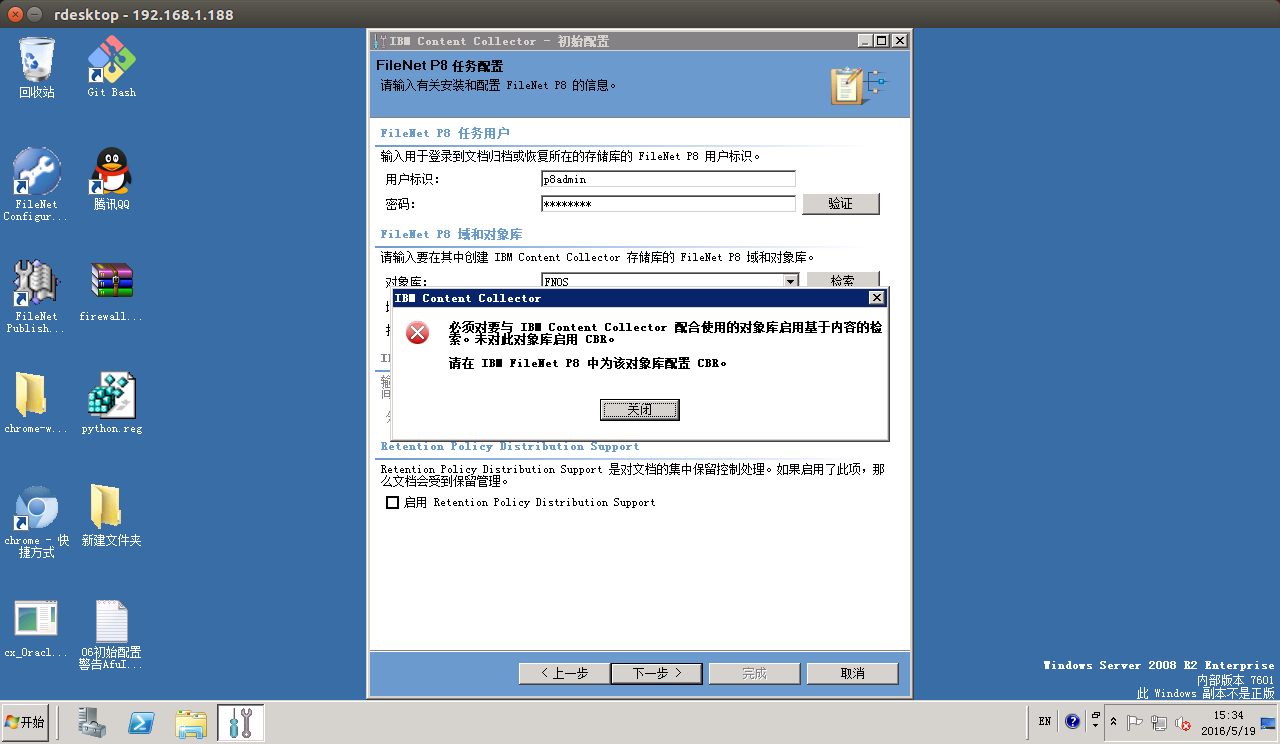 rdesktop - 192.168.1.188
回收站
Git Bash
FileNet
Configur...
腾讯QQ
FileNet
Publish...
firewall...
chrome-w...
python.reg
chrome - 快
捷方式
新建文件夹
cx_Oracl...
06初始配置
警告AfuI...
IBM Content Collector - 初始配置
FileNet P8 任务配置
请输入有关安装和配置 FileNet P8 的信息。
FileNet P8 任务用户
输入用于登录到文档归档或恢复所在的存储库的 FileNet P8 用户标识。
用户标识:
p8admin
密码:
********
验证
FileNet P8 域和对象库
请输入要在其中创建 IBM Content Collector 存储库的 FileNet P8 域和对象库。
对象库:
FNOS
检索
IBM Content Collector
必须对要与 IBM Content Collector 配合使用的对象库启用基于内容的检
索。未对此对象库启用 CBR。
请在 IBM FileNet P8 中为该对象库配置 CBR。
关闭
Retention Policy Distribution Support
Retention Policy Distribution Support 是对文档的集中保留控制处理。如果启用了此项，那
么文档会受到保留管理。
启用 Retention Policy Distribution Support
< 上一步
下一步 >
完成
取消
Windows Server 2008 R2 Enterprise
内部版本 7601
此 Windows 副本不是正版
开始
EN
15:34
2016/5/19